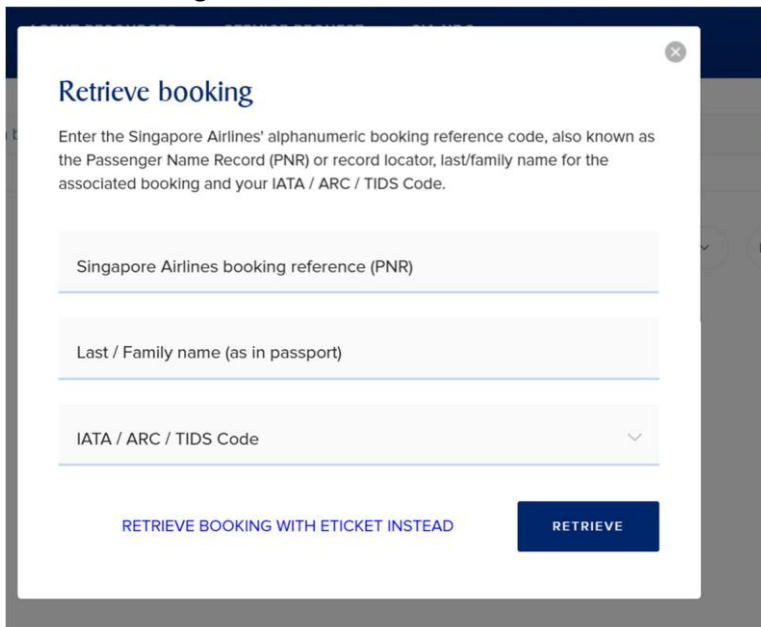 Retrieve booking
Enter the Singapore Airlines' alphanumeric booking reference code, also known as
the Passenger Name Record (PNR) or record locator, last/family name for the
associated booking and your IATA / ARC / TIDS Code.
Singapore Airlines booking reference (PNR)
Last / Family name (as in passport)
IATA / ARC / TIDS Code
RETRIEVE BOOKING WITH ETICKET INSTEAD
RETRIEVE